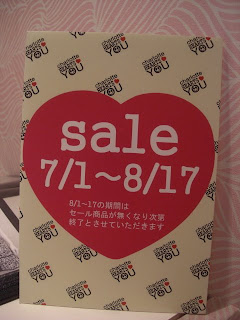 sale
7/1〜8/17
8/1〜17の期間は
セール商品が無くなり次第
終了とさせていただきます